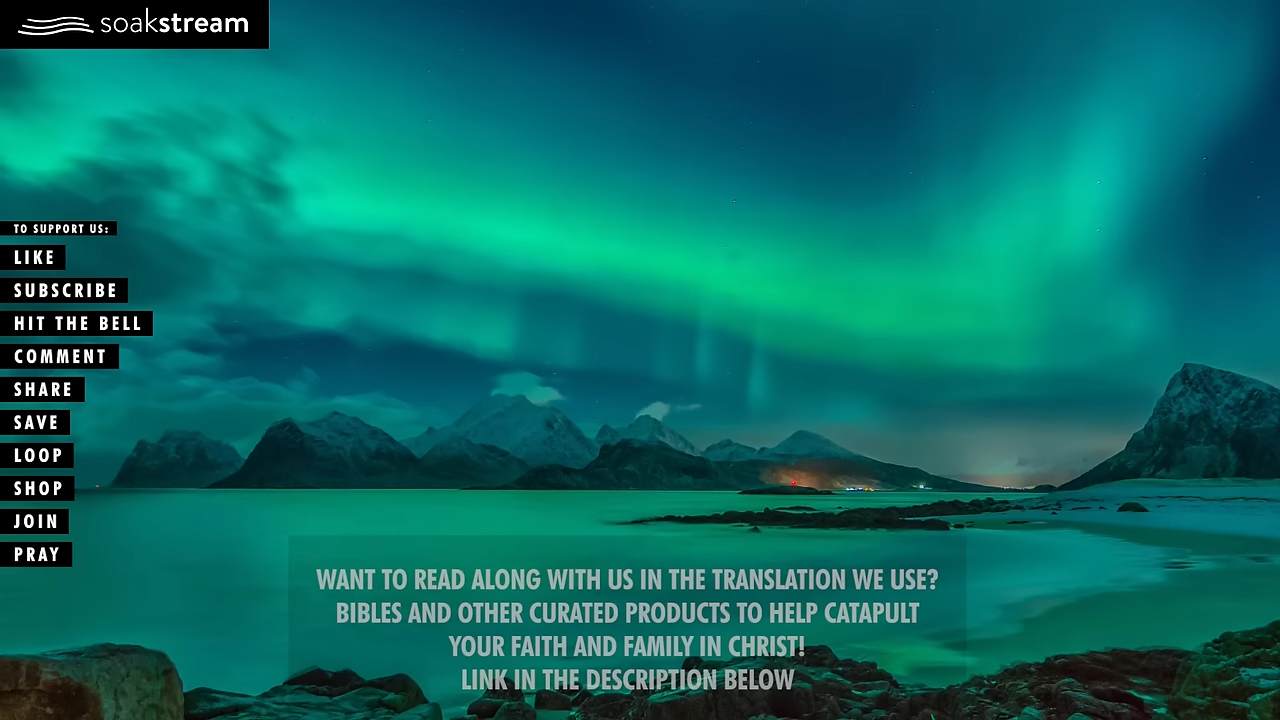 soakstream
TO SUPPORT US:
LIKE
SUBSCRIBE
HIT THE BELL
COMMENT
SHARE
SAVE
LOOP
SHOP
JOIN
PRAY
WANT TO READ ALONG WITH US IN THE TRANSLATION WE USE?
BIBLES AND OTHER CURATED PRODUCTS TO HELP CATAPULT
YOUR FAITH AND FAMILY IN CHRIST!
LINK IN THE DESCRIPTION BELOW